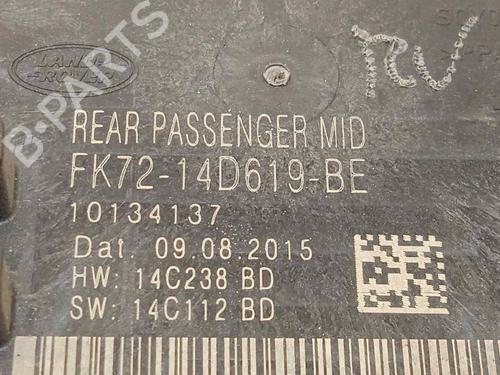 LAND
ROVER
REAR PASSENGER MID
FK72-14D619-BE
10134137
Dat. 09.08.2015
HW: 14C238 BD
SW: 14C112 BD
B-PARTS